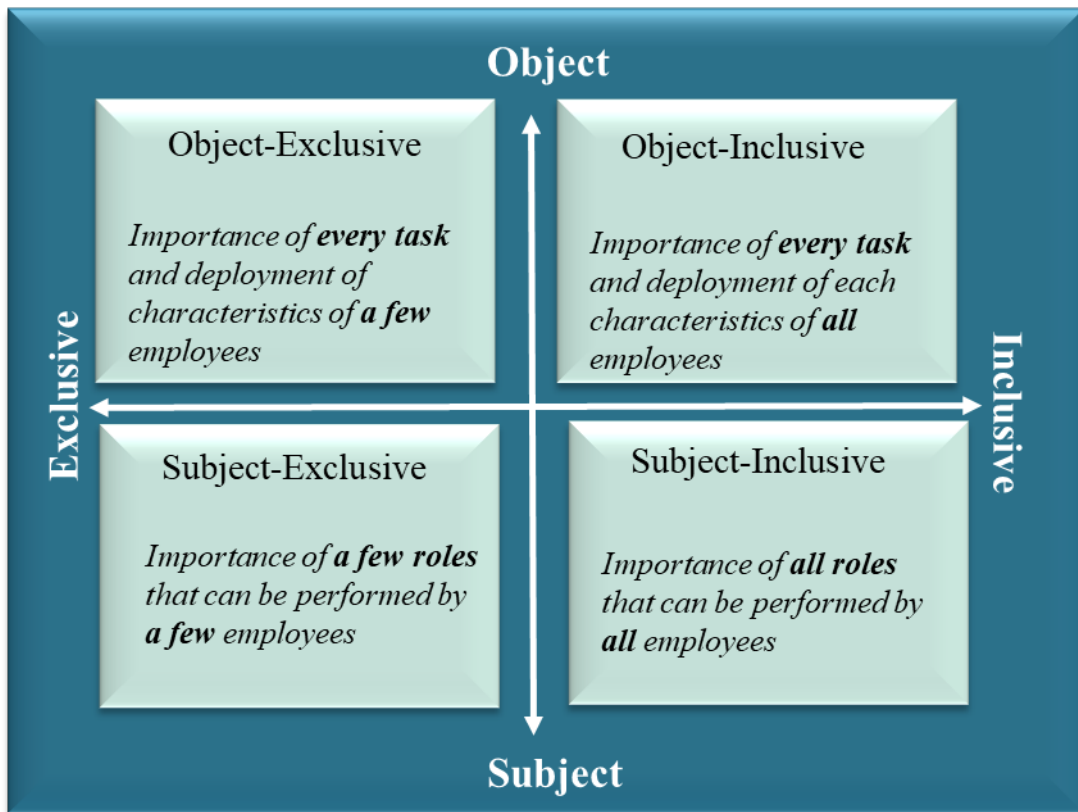 Object
Object-Exclusive
Importance of every task
and deployment of
characteristics of a few
employees
Object-Inclusive
Importance of every task
and deployment of each
characteristics of all
employees
Exclusive
Inclusive
Subject-Exclusive
Importance of a few roles
that can be performed by
a few employees
Subject-Inclusive
Importance of all roles
that can be performed by
all employees
Subject